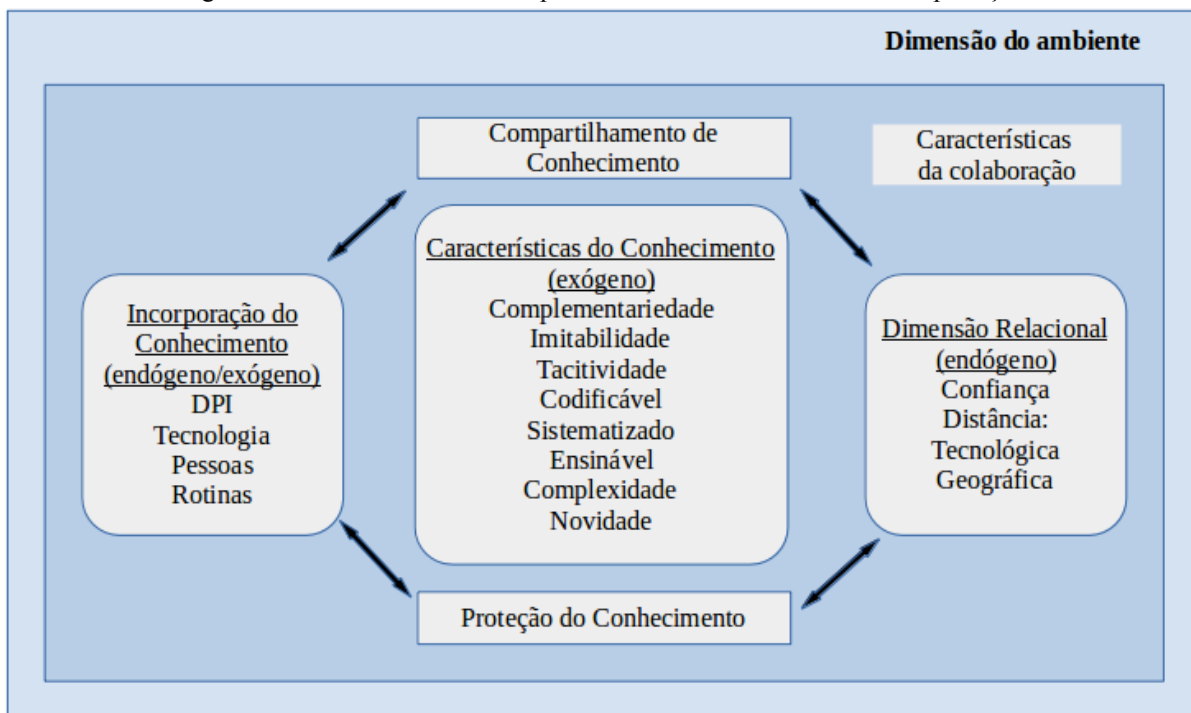 Dimensão do ambiente
Compartilhamento de
Conhecimento
Características
da colaboração
Características do Conhecimento
(exógeno)
Complementariedade
Imitabilidade
Tacitividade
Codificável
Sistematizado
Ensinável
Complexidade
Novidade
Incorporação do
Conhecimento
(endógeno/exógeno)
DPI
Tecnologia
Pessoas
Rotinas
Dimensão Relacional
(endógeno)
Confiança
Distância:
Tecnológica
Geográfica
Proteção do Conhecimento